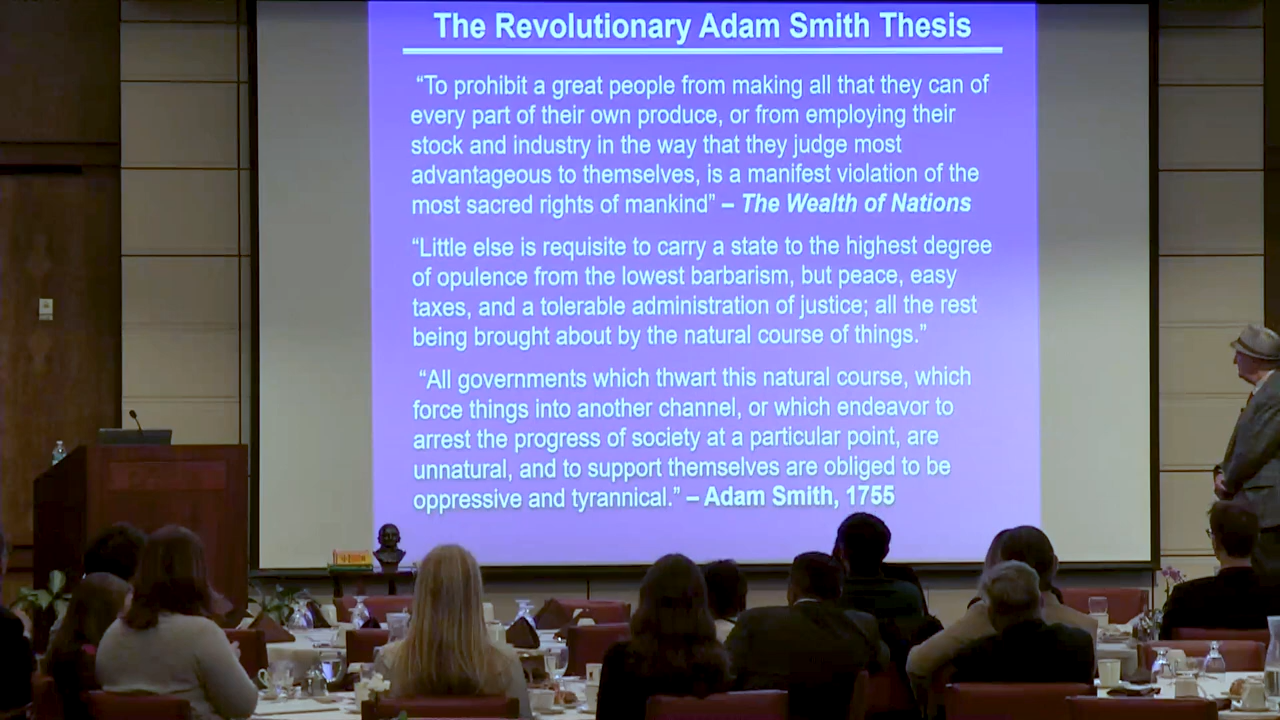 The Revolutionary Adam Smith Thesis
“To prohibit a great people from making all that they can of
every part of their own produce, or from employing their
stock and industry in the way that they judge most
advantageous to themselves, is a manifest violation of the
most sacred rights of mankind” – The Wealth of Nations
“Little else is requisite to carry a state to the highest degree
of opulence from the lowest barbarism, but peace, easy
taxes, and a tolerable administration of justice; all the rest
being brought about by the natural course of things.”
“All governments which thwart this natural course, which
force things into another channel, or which endeavor to
arrest the progress of society at a particular point, are
unnatural, and to support themselves are obliged to be
oppressive and tyrannical.” – Adam Smith, 1755